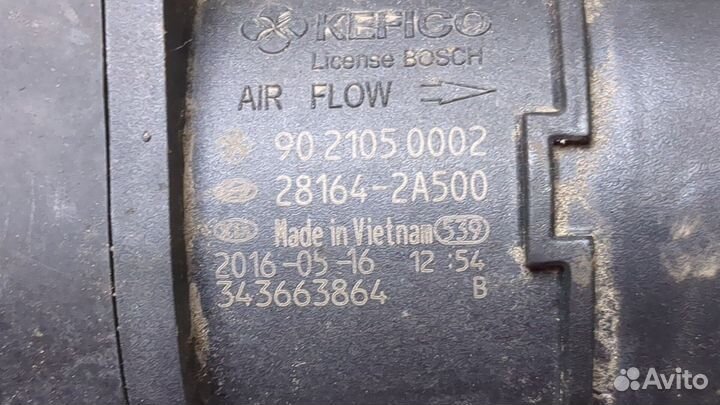 KEFICO
License BOSCH
AIR FLOW
90 2105 0002
28164-2A500
KIA Made in Vietnam 539
2016-05-16 12:54
343663864 B
Avito